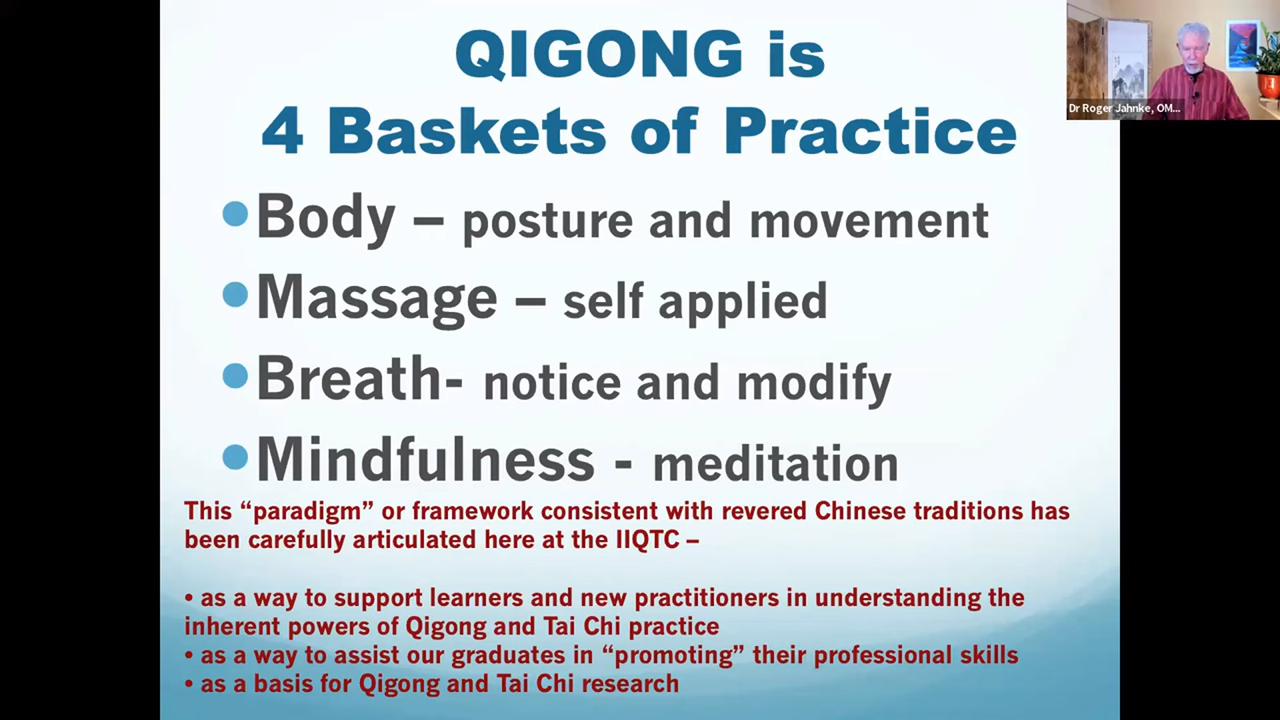 QIGONG is
4 Baskets of Practice
•Body – posture and movement
•Massage – self applied
•Breath- notice and modify
•Mindfulness - meditation
This “paradigm” or framework consistent with revered Chinese traditions has
been carefully articulated here at the IIQTC –
• as a way to support learners and new practitioners in understanding the
inherent powers of Qigong and Tai Chi practice
• as a way to assist our graduates in “promoting” their professional skills
• as a basis for Qigong and Tai Chi research
Dr Roger Jahnke, OM...